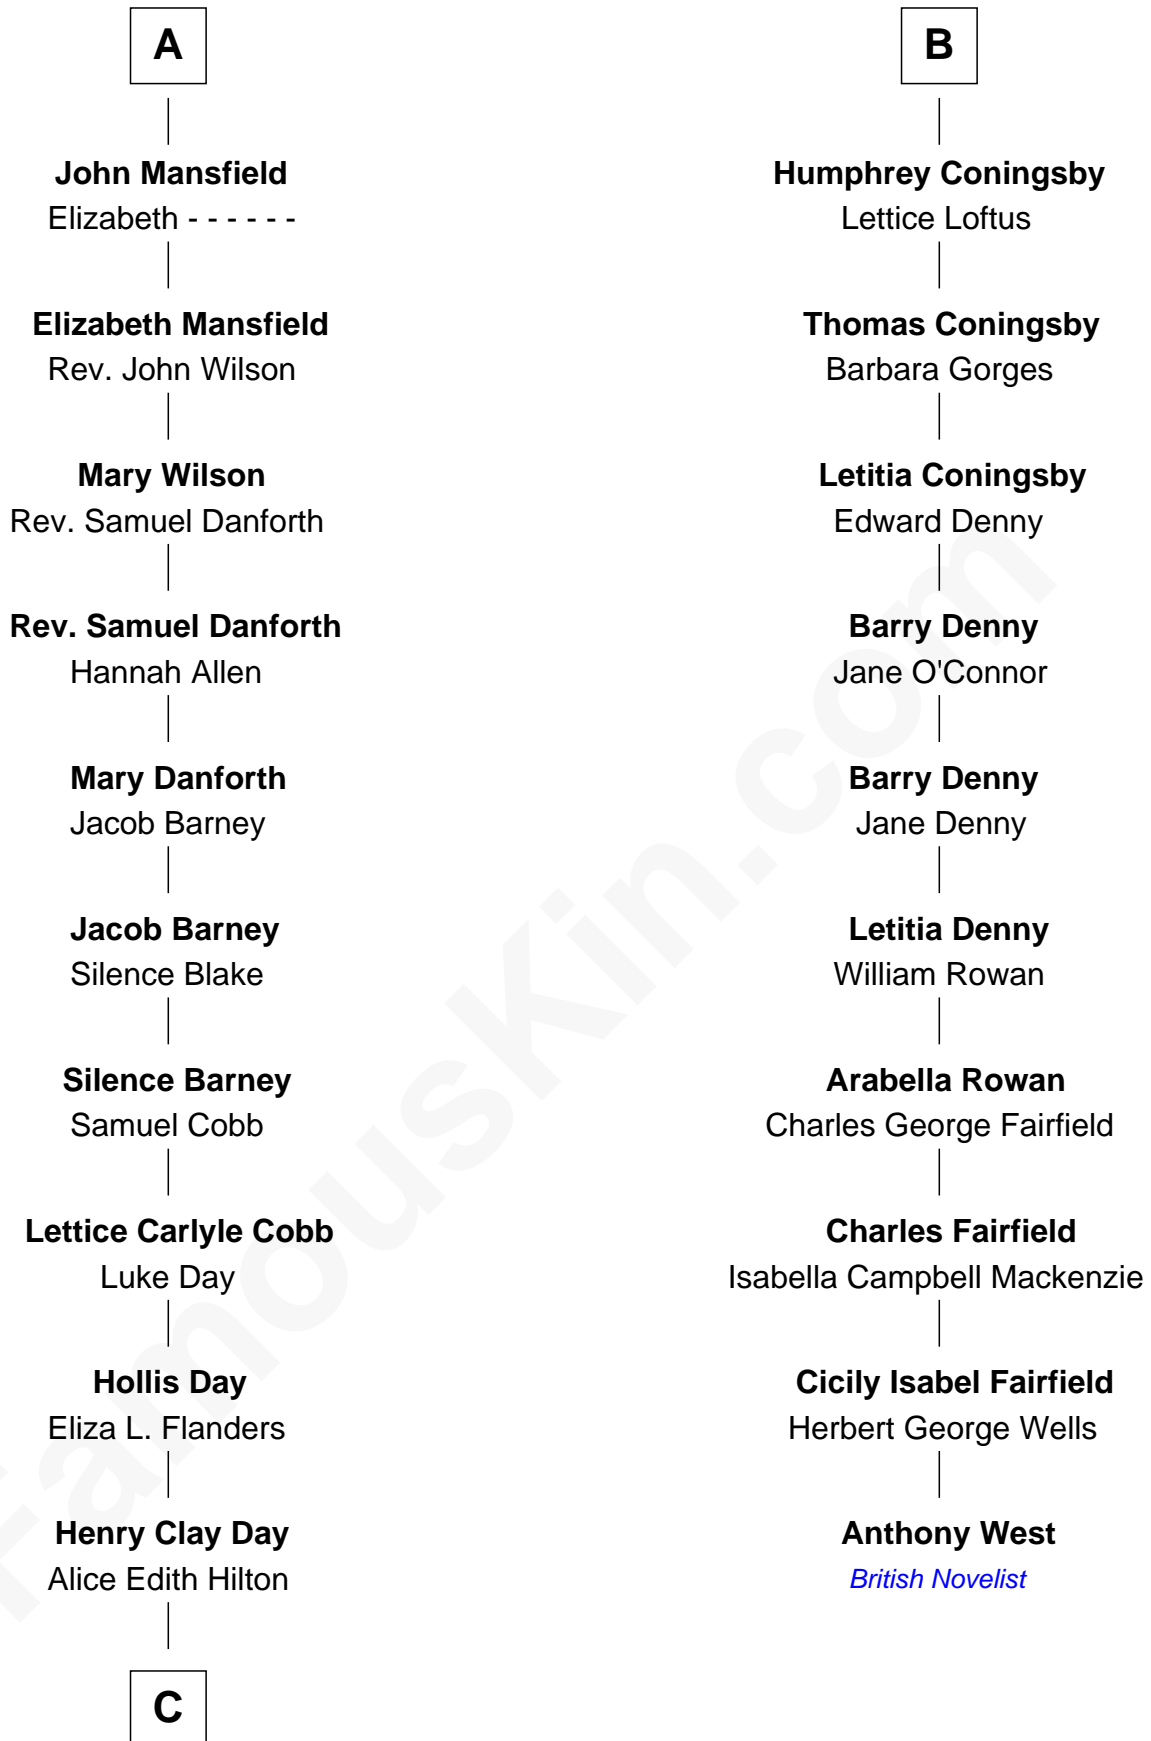 A
John Mansfield
Elizabeth - - - - - -
Elizabeth Mansfield
Rev. John Wilson
Mary Wilson
Rev. Samuel Danforth
Rev. Samuel Danforth
Hannah Allen
Mary Danforth
Jacob Barney
Jacob Barney
Silence Blake
Silence Barney
Samuel Cobb
Lettice Carlyle Cobb
Luke Day
Hollis Day
Eliza L. Flanders
Henry Clay Day
Alice Edith Hilton
C
B
Humphrey Coningsby
Lettice Loftus
Thomas Coningsby
Barbara Gorges
Letitia Coningsby
Edward Denny
Barry Denny
Jane O'Connor
Barry Denny
Jane Denny
Letitia Denny
William Rowan
Arabella Rowan
Charles George Fairfield
Charles Fairfield
Isabella Campbell Mackenzie
Cicily Isabel Fairfield
Herbert George Wells
Anthony West
British Novelist
FamousKin.com